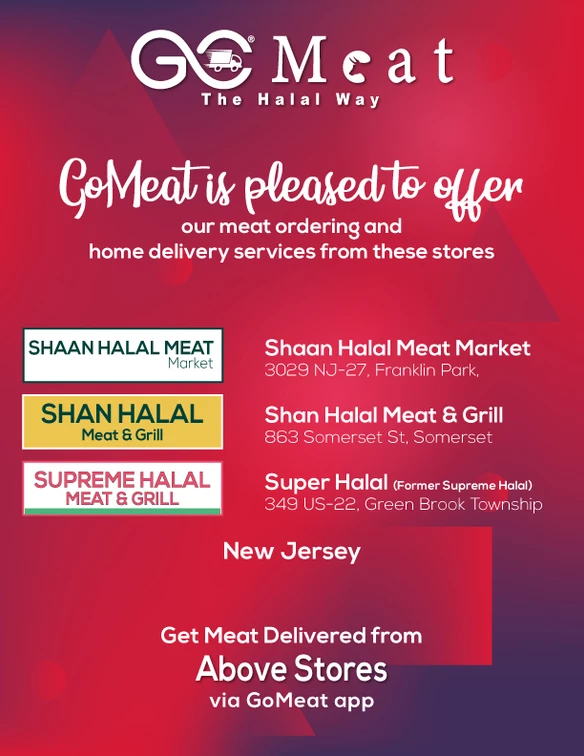 GO® Meat
The Halal Way
GoMeat is pleased to offer
our meat ordering and
home delivery services from these stores
SHAAN HALAL MEAT
Market
Shaan Halal Meat Market
3029 NJ-27, Franklin Park,
SHAN HALAL
Meat & Grill
Shan Halal Meat & Grill
863 Somerset St, Somerset
SUPREME HALAL
MEAT & GRILL
Super Halal (Former Supreme Halal)
349 US-22, Green Brook Township
New Jersey
Get Meat Delivered from
Above Stores
via GoMeat app